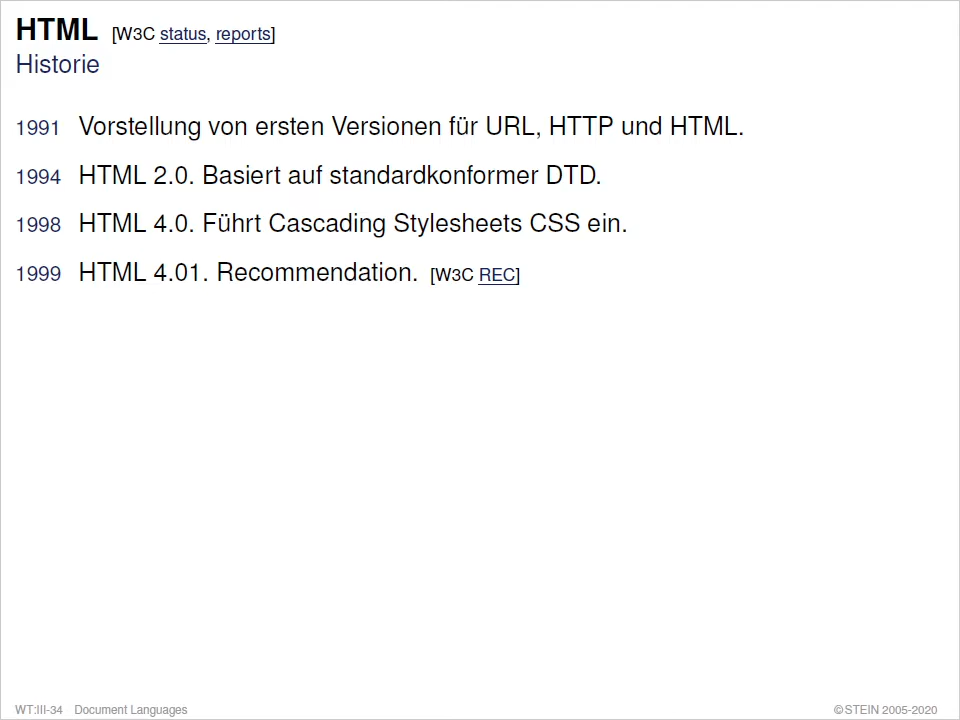 HTML [W3C status, reports]
Historie
1991 Vorstellung von ersten Versionen für URL, HTTP und HTML.
1994 HTML 2.0. Basiert auf standardkonformer DTD.
1998 HTML 4.0. Führt Cascading Stylesheets CSS ein.
1999 HTML 4.01. Recommendation. [W3C REC]
WT:III-34 Document Languages ©STEIN 2005-2020